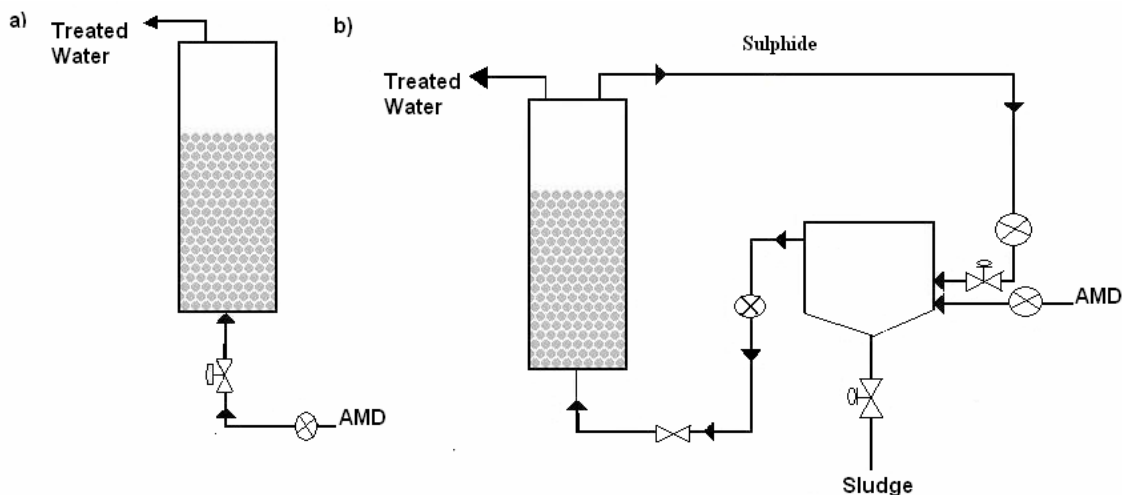 a)
Treated
Water
AMD
b)
Sulphide
Treated
Water
AMD
Sludge